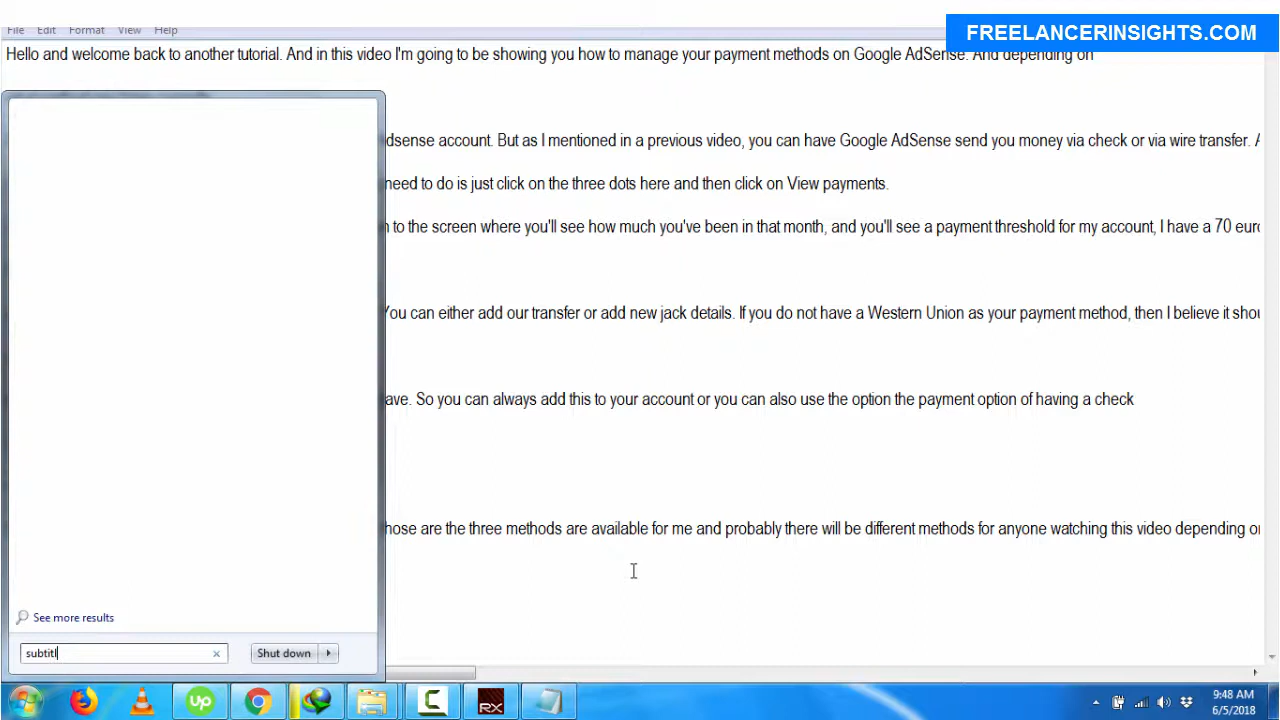 FREELANCERINSIGHTS.COM
File Edit Format View Help
Hello and welcome back to another tutorial. And in this video I'm going to be showing you how to manage your payment methods on Google AdSense. And depending on
dsense account. But as I mentioned in a previous video, you can have Google AdSense send you money via check or via wire transfer. A
need to do is just click on the three dots here and then click on View payments.
n to the screen where you'll see how much you've been in that month, and you'll see a payment threshold for my account, I have a 70 euro
You can either add our transfer or add new jack details. If you do not have a Western Union as your payment method, then I believe it shou
ave. So you can always add this to your account or you can also use the option the payment option of having a check
hose are the three methods are available for me and probably there will be different methods for anyone watching this video depending on
See more results
subtitl
Shut down
up
C
RX
9:48 AM
6/5/2018